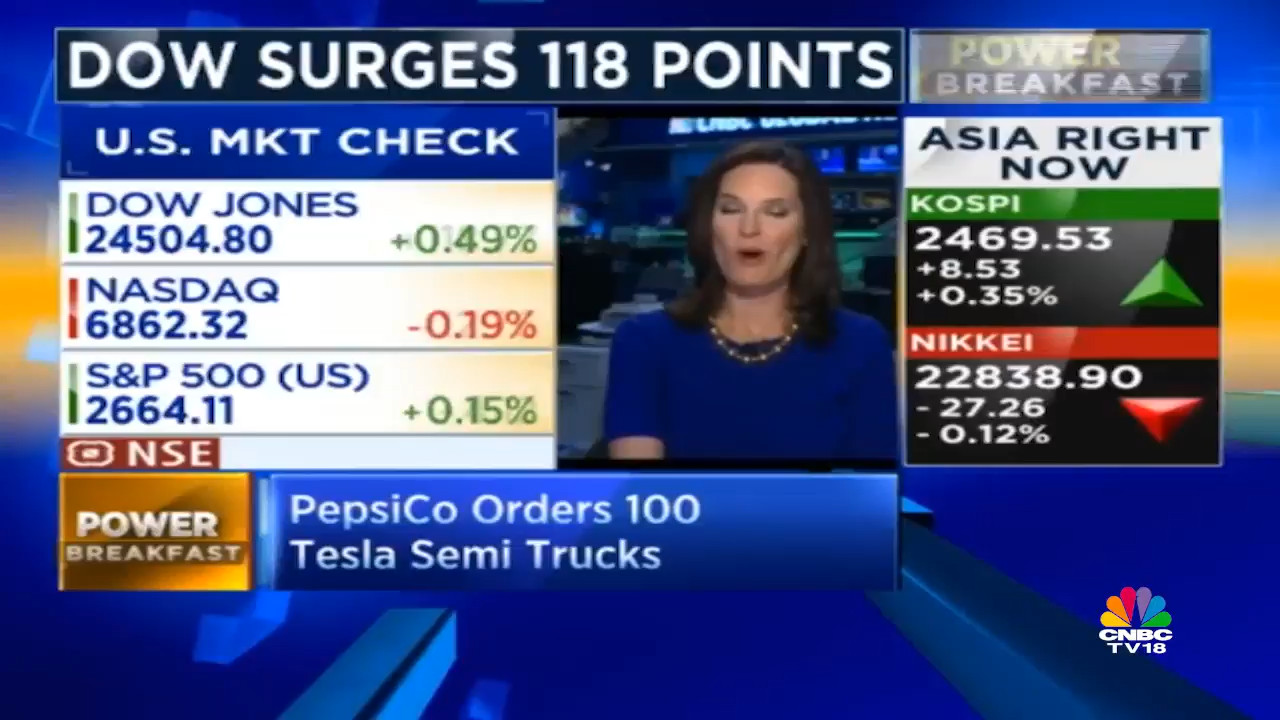 DOW SURGES 118 POINTS
POWER
BREAKFAST
U.S. MKT CHECK
DOW JONES
24504.80 +0.49%
NASDAQ
6862.32 -0.19%
S&P 500 (US)
2664.11 +0.15%
NSE
ASIA RIGHT
NOW
KOSPI
2469.53
+8.53
+0.35%
NIKKEI
22838.90
- 27.26
- 0.12%
POWER
BREAKFAST
PepsiCo Orders 100
Tesla Semi Trucks
CNBC
TV18